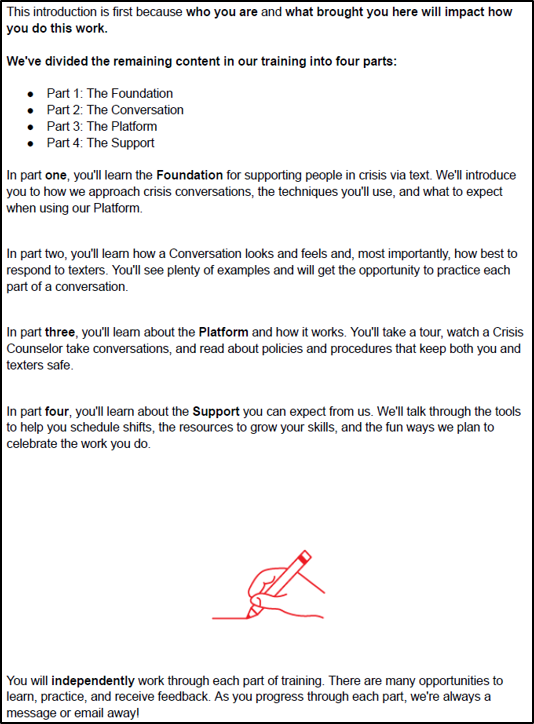 This introduction is first because who you are and what brought you here will impact how
you do this work.
We've divided the remaining content in our training into four parts:
● Part 1: The Foundation
● Part 2: The Conversation
● Part 3: The Platform
● Part 4: The Support
In part one, you'll learn the Foundation for supporting people in crisis via text. We'll introduce
you to how we approach crisis conversations, the techniques you'll use, and what to expect
when using our Platform.
In part two, you'll learn how a Conversation looks and feels and, most importantly, how best to
respond to texters. You'll see plenty of examples and will get the opportunity to practice each
part of a conversation.
In part three, you'll learn about the Platform and how it works. You'll take a tour, watch a Crisis
Counselor take conversations, and read about policies and procedures that keep both you and
texters safe.
In part four, you'll learn about the Support you can expect from us. We'll talk through the tools
to help you schedule shifts, the resources to grow your skills, and the fun ways we plan to
celebrate the work you do.
You will independently work through each part of training. There are many opportunities to
learn, practice, and receive feedback. As you progress through each part, we're always a
message or email away!